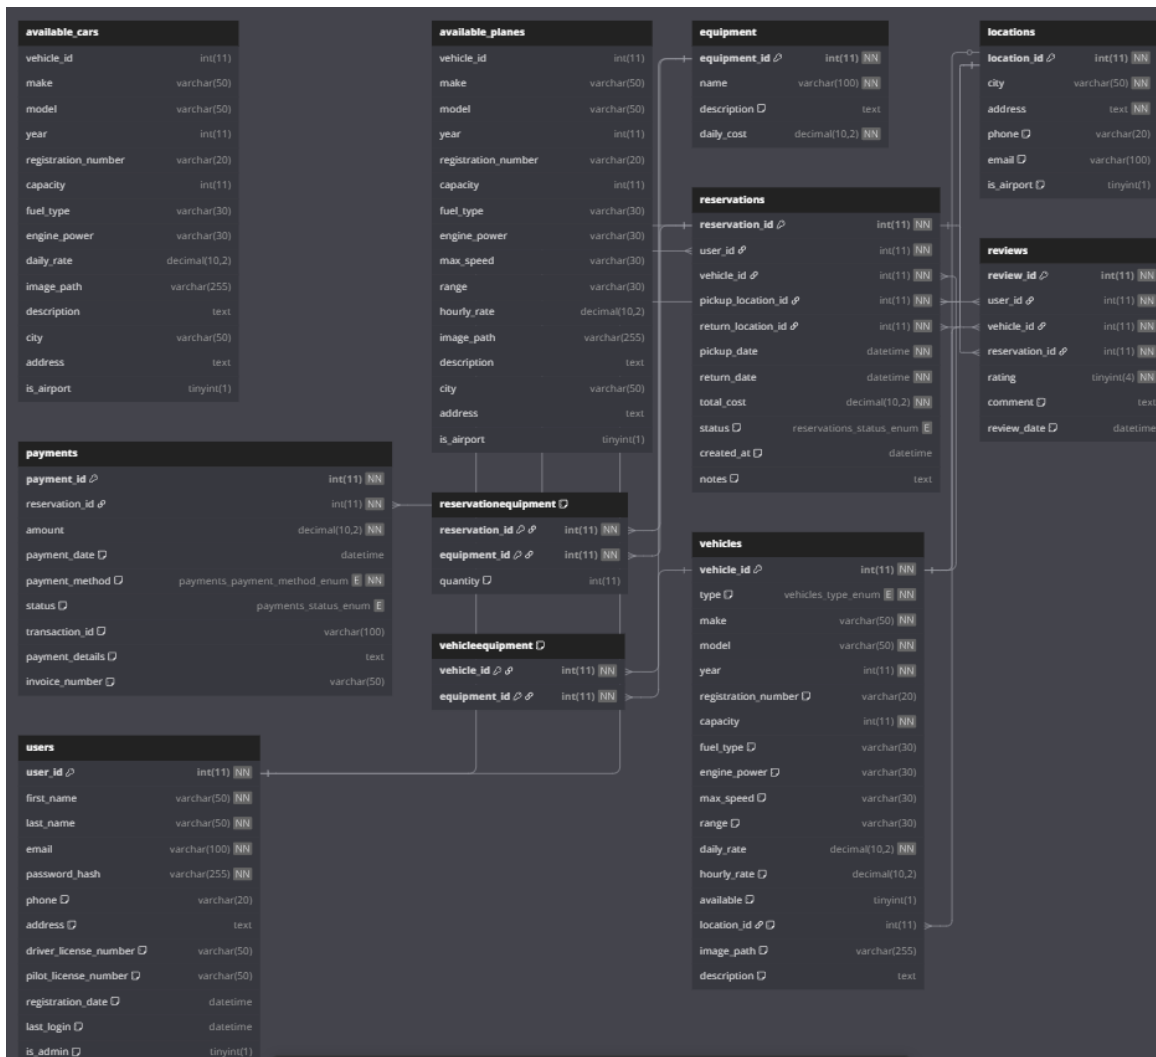 available_cars
vehicle_id int(11)
make varchar(50)
model varchar(50)
year int(11)
registration_number varchar(20)
capacity int(11)
fuel_type varchar(30)
engine_power varchar(30)
daily_rate decimal(10,2)
image_path varchar(255)
description text
city varchar(50)
address text
is_airport tinyint(1)
available_planes
vehicle_id int(11)
make varchar(50)
model varchar(50)
year int(11)
registration_number varchar(20)
capacity int(11)
fuel_type varchar(30)
engine_power varchar(30)
max_speed varchar(30)
range varchar(30)
hourly_rate decimal(10,2)
image_path varchar(255)
description text
city varchar(50)
address text
is_airport tinyint(1)
equipment
equipment_id int(11) NN
name varchar(100) NN
description text
daily_cost decimal(10,2) NN
locations
location_id int(11) NN
city varchar(50) NN
address text NN
phone varchar(20)
email varchar(100)
is_airport tinyint(1)
reservations
reservation_id int(11) NN
user_id int(11) NN
vehicle_id int(11) NN
pickup_location_id int(11) NN
return_location_id int(11) NN
pickup_date datetime NN
return_date datetime NN
total_cost decimal(10,2) NN
status reservations_status_enum E
created_at datetime
notes text
reviews
review_id int(11) NN
user_id int(11) NN
vehicle_id int(11) NN
reservation_id int(11) NN
rating tinyint(4) NN
comment text
review_date datetime
payments
payment_id int(11) NN
reservation_id int(11) NN
amount decimal(10,2) NN
payment_date datetime
payment_method payments_payment_method_enum E NN
status payments_status_enum E
transaction_id varchar(100)
payment_details text
invoice_number varchar(50)
reservationequipment
reservation_id int(11) NN
equipment_id int(11) NN
quantity int(11)
vehicleequipment
vehicle_id int(11) NN
equipment_id int(11) NN
vehicles
vehicle_id int(11) NN
type vehicles_type_enum E NN
make varchar(50) NN
model varchar(50) NN
year int(11) NN
registration_number varchar(20)
capacity int(11) NN
fuel_type varchar(30)
engine_power varchar(30)
max_speed varchar(30)
range varchar(30)
daily_rate decimal(10,2) NN
hourly_rate decimal(10,2)
available tinyint(1)
location_id int(11)
image_path varchar(255)
description text
users
user_id int(11) NN
first_name varchar(50) NN
last_name varchar(50) NN
email varchar(100) NN
password_hash varchar(255) NN
phone varchar(20)
address text
driver_license_number varchar(50)
pilot_license_number varchar(50)
registration_date datetime
last_login datetime
is_admin tinyint(1)